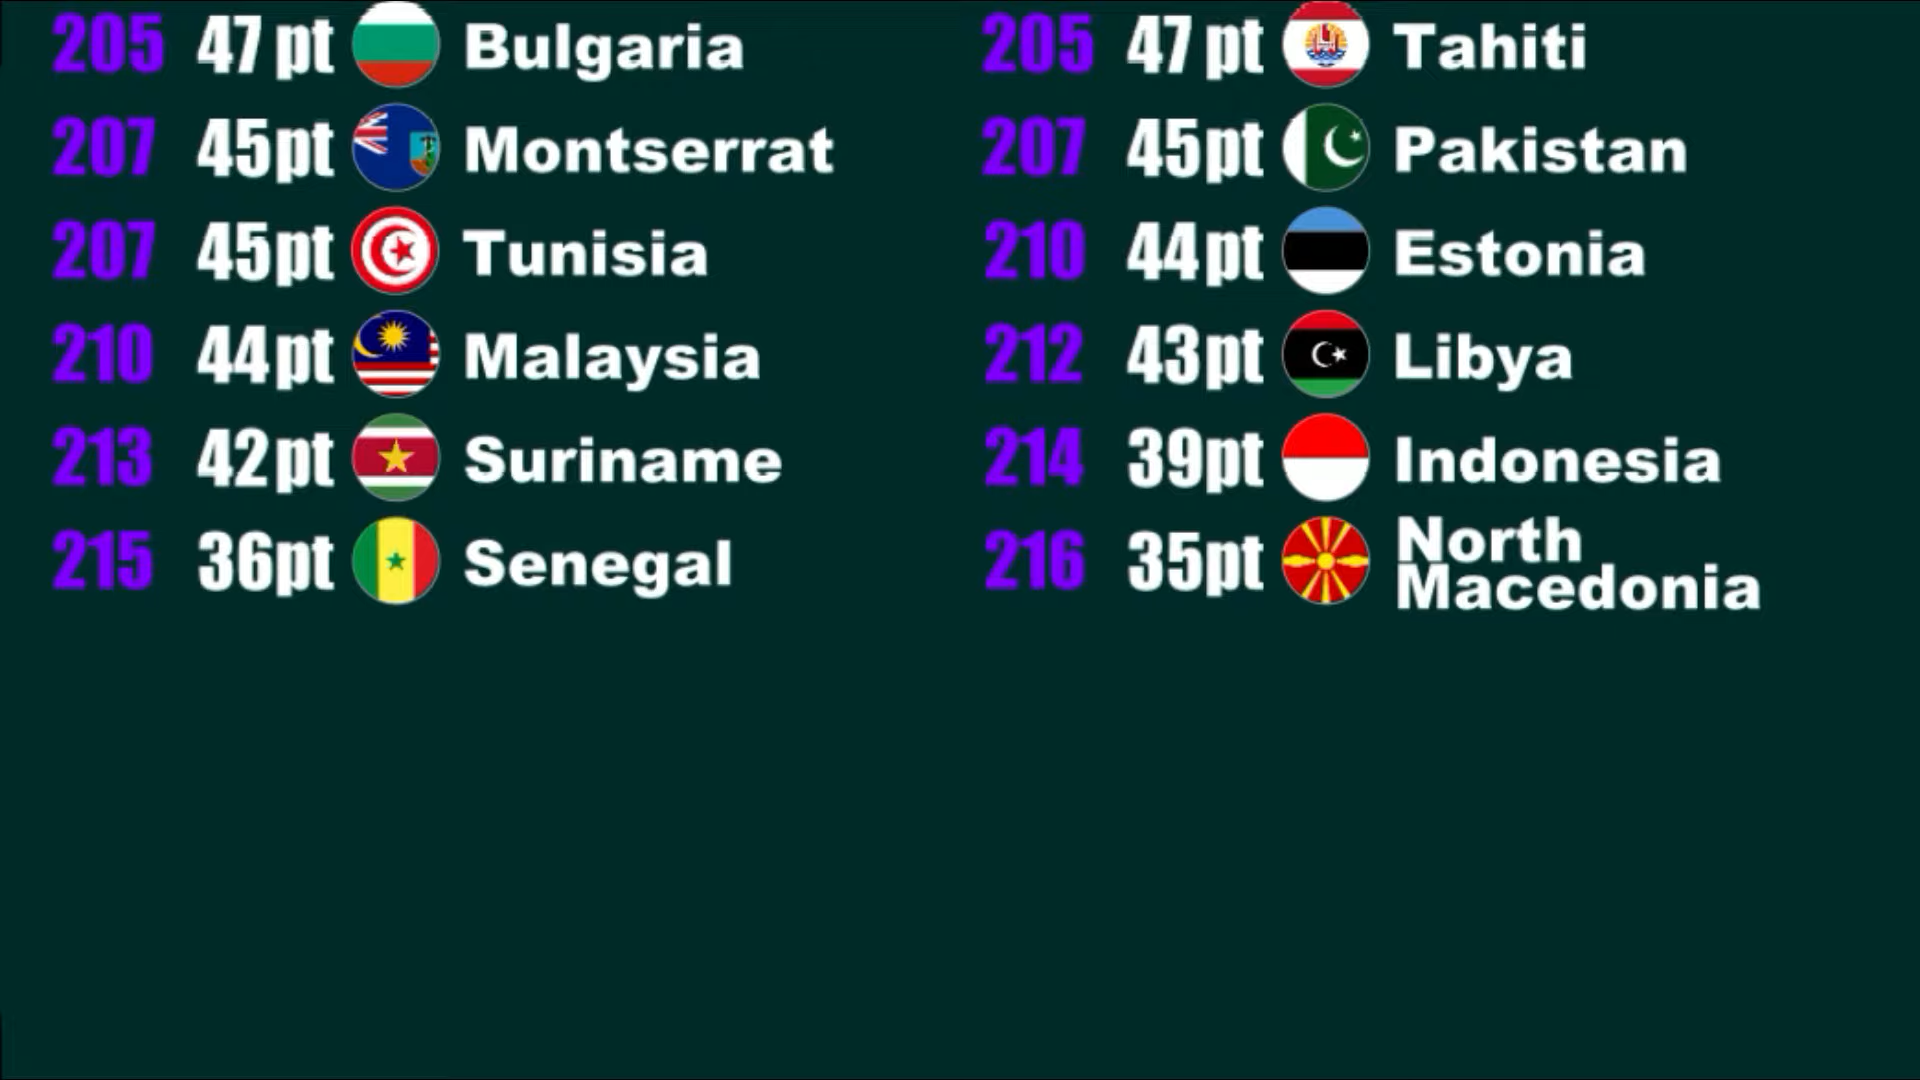 205 47 pt Bulgaria
205 47 pt Tahiti
207 45pt Montserrat
207 45pt Pakistan
207 45pt Tunisia
210 44pt Estonia
210 44pt Malaysia
212 43pt Libya
213 42pt Suriname
214 39pt Indonesia
215 36pt Senegal
216 35pt North
Macedonia